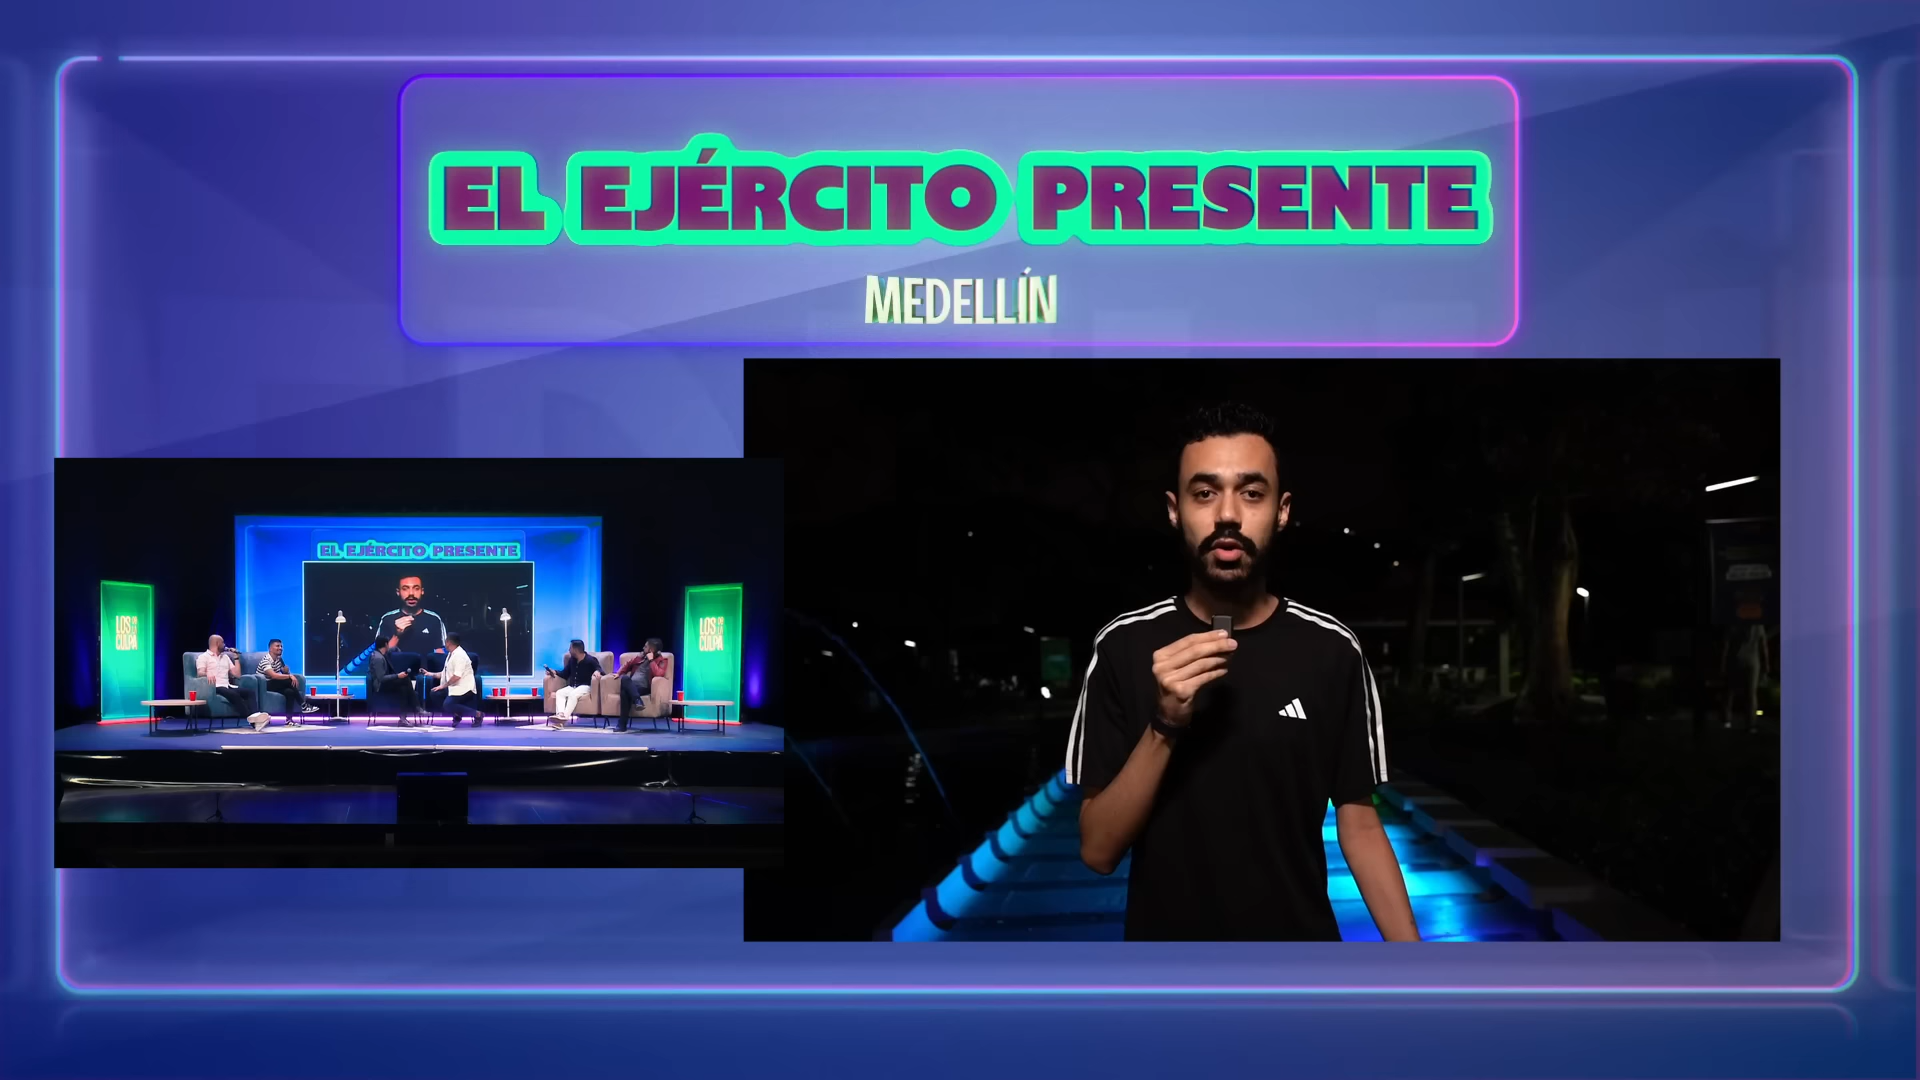 EL EJÉRCITO PRESENTE
MEDELLÍN
EL EJÉRCITO PRESENTE
LOS DE LA
CULPA
LOS DE LA
CULPA